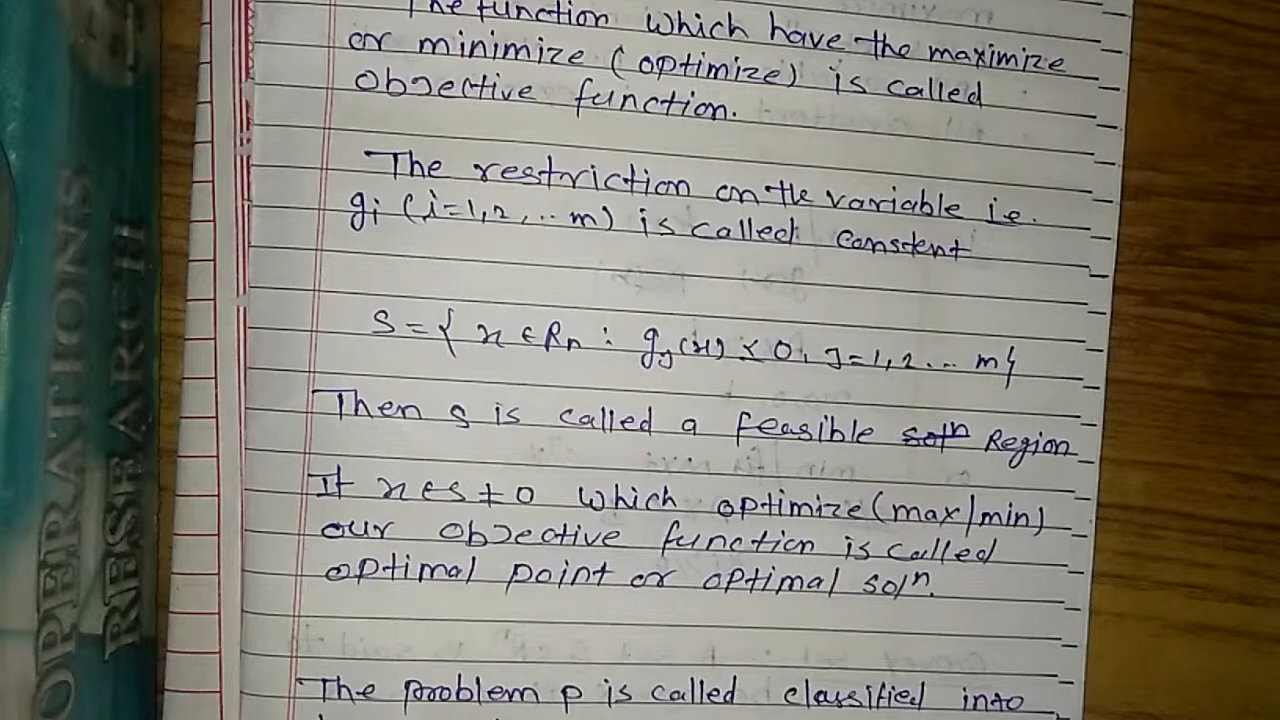 The function which have the maximize
or minimize (optimize) is called
objective function.
The restriction on the variable i.e.
gi (i=1,2,..m) is called constent
S={ x ∈ Rn : gj(x) ≤ 0, J=1,2... m}
Then S is called a feasible soln Region
If x∈S≠0 which optimize(max/min)
our objective function is called
optimal point or optimal soln.
The problem p is called classified into
OPERATIONS
RESEARCH